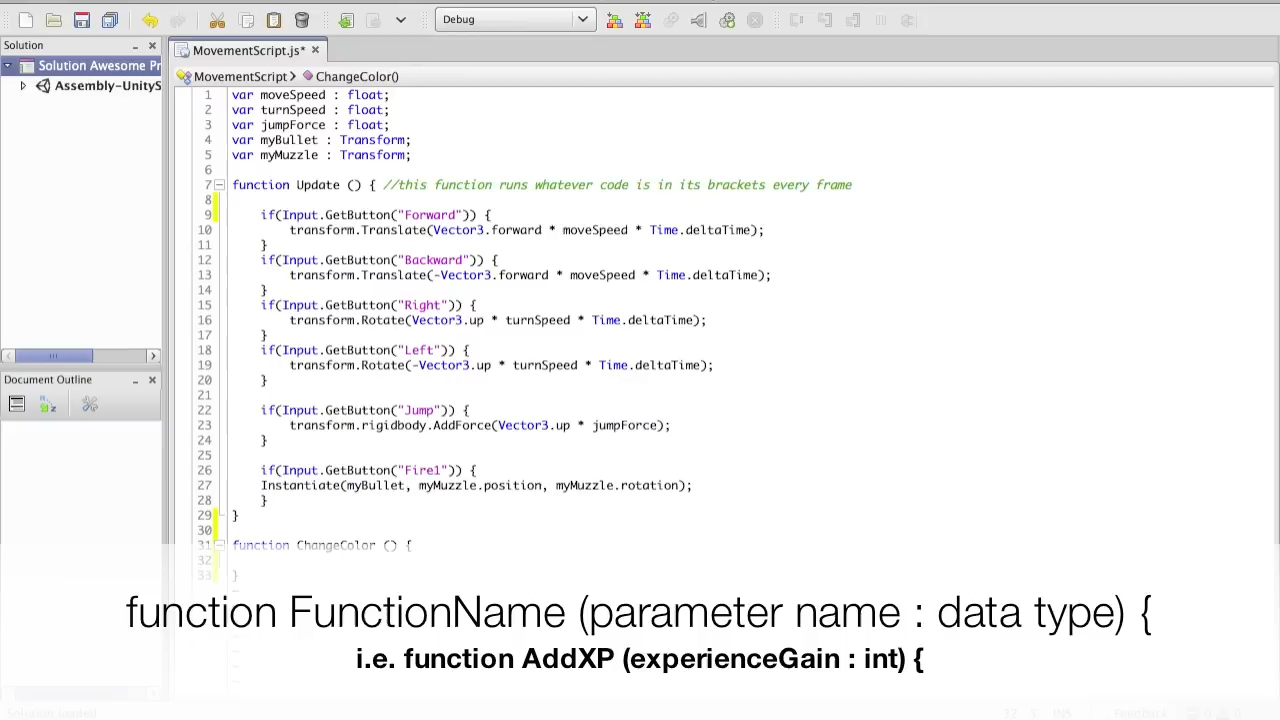 Debug
Solution
MovementScript.js*
Solution Awesome Pr
Assembly-UnityS
MovementScript
ChangeColor()
1 var moveSpeed : float;
2 var turnSpeed : float;
3 var jumpForce : float;
4 var myBullet : Transform;
5 var myMuzzle : Transform;
6
7 function Update () { //this function runs whatever code is in its brackets every frame
8
9 if(Input.GetButton("Forward")) {
10 transform.Translate(Vector3.forward * moveSpeed * Time.deltaTime);
11 }
12 if(Input.GetButton("Backward")) {
13 transform.Translate(-Vector3.forward * moveSpeed * Time.deltaTime);
14 }
15 if(Input.GetButton("Right")) {
16 transform.Rotate(Vector3.up * turnSpeed * Time.deltaTime);
17 }
18 if(Input.GetButton("Left")) {
19 transform.Rotate(-Vector3.up * turnSpeed * Time.deltaTime);
20 }
21
22 if(Input.GetButton("Jump")) {
23 transform.rigidbody.AddForce(Vector3.up * jumpForce);
24 }
25
26 if(Input.GetButton("Fire1")) {
27 Instantiate(myBullet, myMuzzle.position, myMuzzle.rotation);
28 }
29 }
30
31 function ChangeColor () {
32
33 }
Document Outline
function FunctionName (parameter name : data type) {
i.e. function AddXP (experienceGain : int) {
Solution loaded